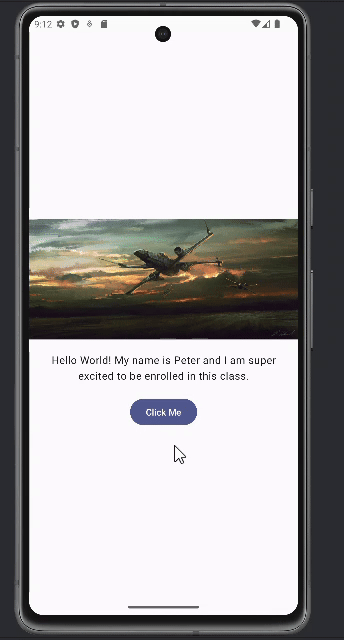 9:12
Hello World! My name is Peter and I am super
excited to be enrolled in this class.
Click Me